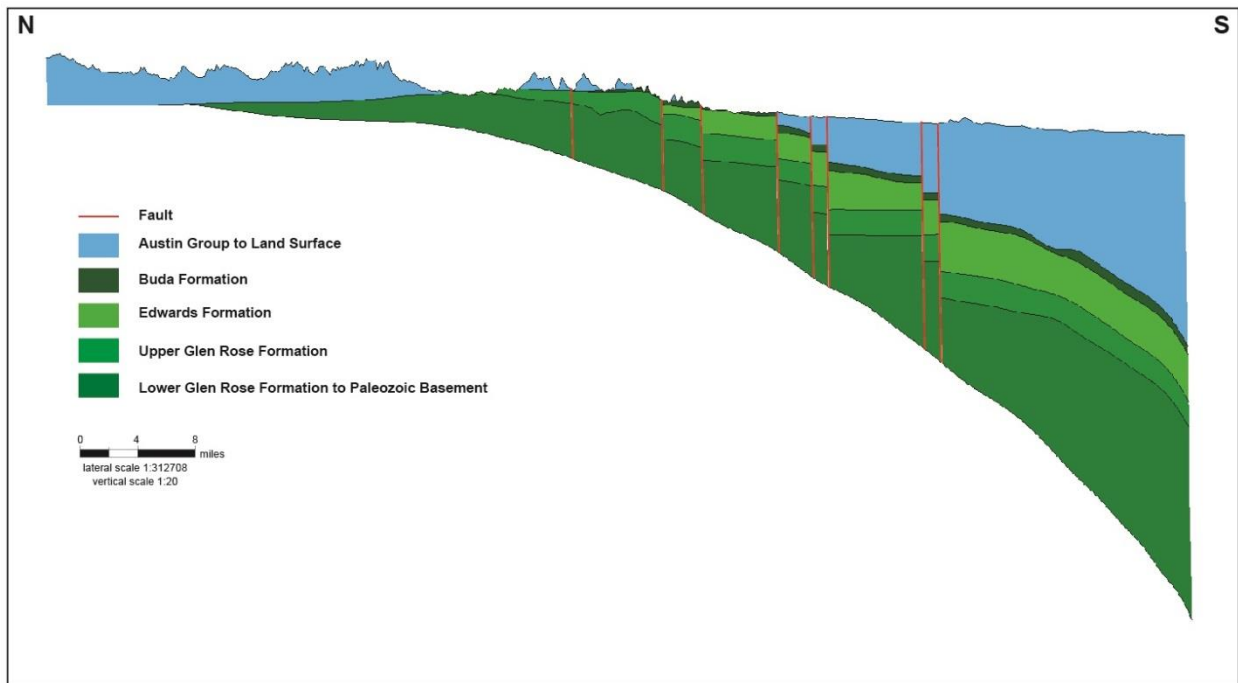 N
S
Fault
Austin Group to Land Surface
Buda Formation
Edwards Formation
Upper Glen Rose Formation
Lower Glen Rose Formation to Paleozoic Basement
0 4 8
miles
lateral scale 1:312708
vertical scale 1:20